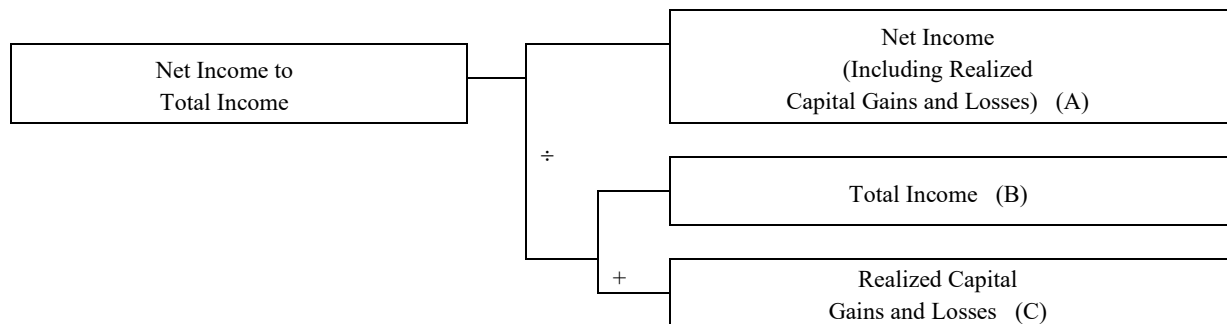 Net Income to
Total Income
Net Income
(Including Realized
Capital Gains and Losses) (A)
÷
Total Income (B)
+
Realized Capital
Gains and Losses (C)